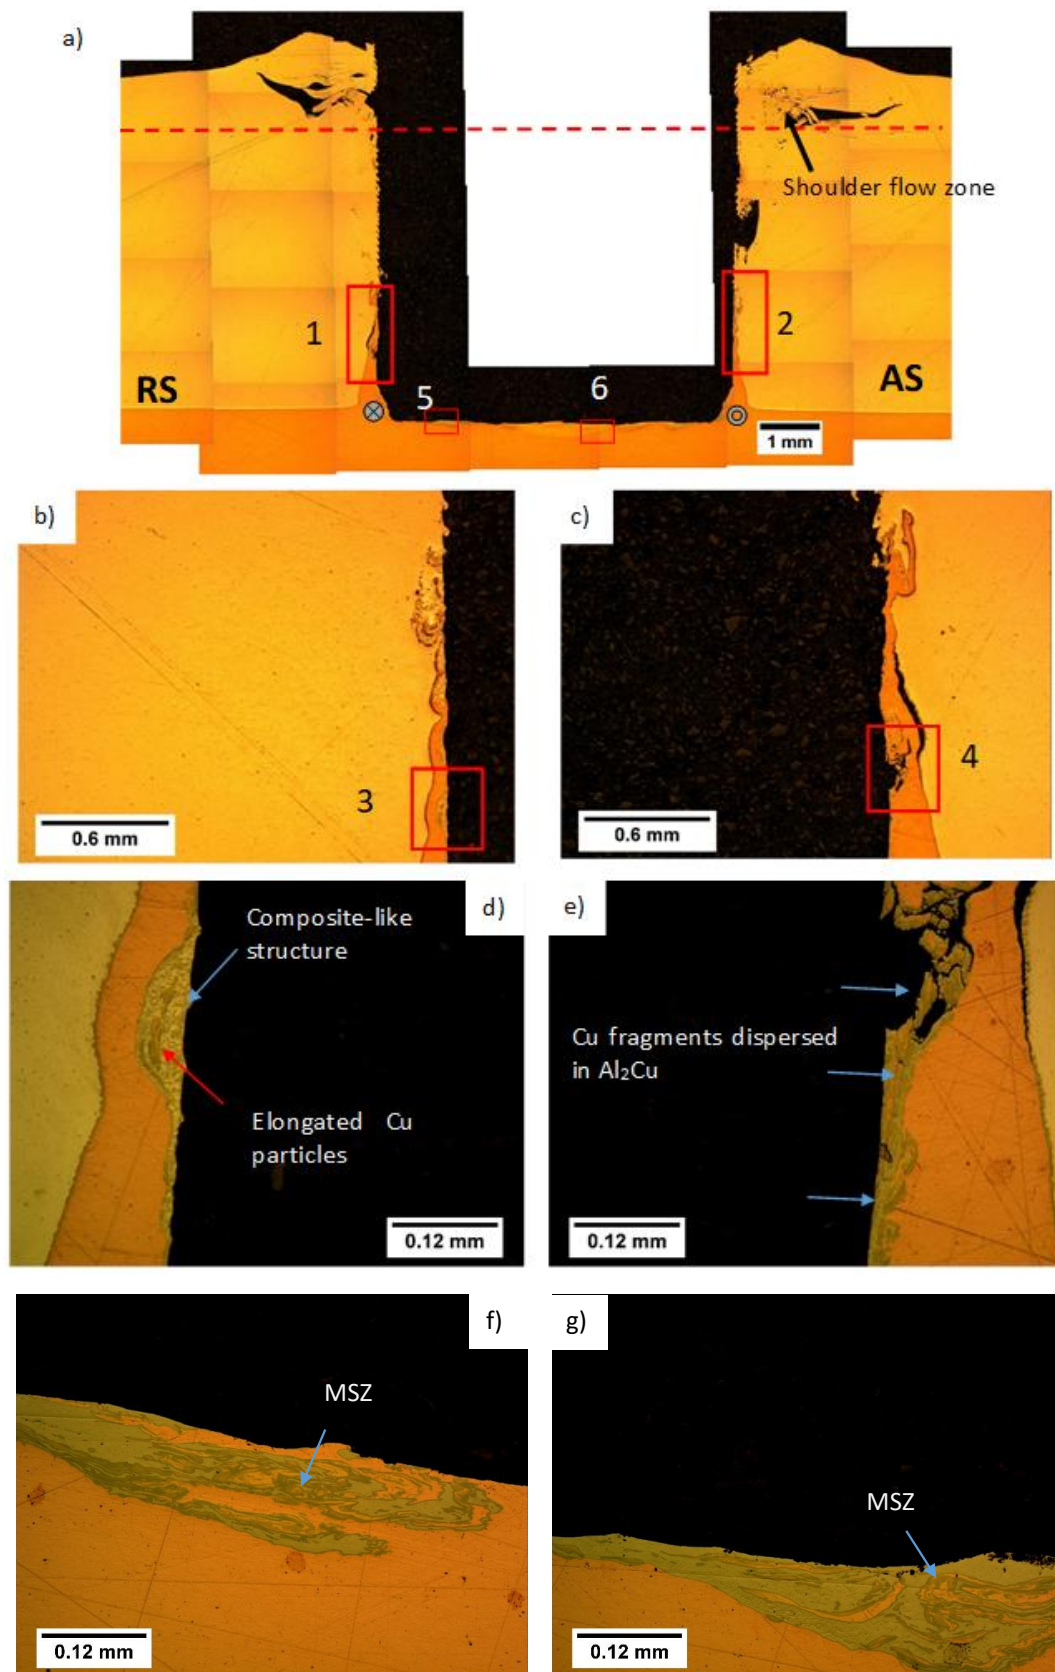 a)
Shoulder flow zone
1
2
RS
AS
5
6
1 mm
b)
c)
3
4
0.6 mm
0.6 mm
d)
e)
Composite-like
structure
Cu fragments dispersed
in Al₂Cu
Elongated Cu
particles
0.12 mm
0.12 mm
f)
g)
MSZ
MSZ
0.12 mm
0.12 mm